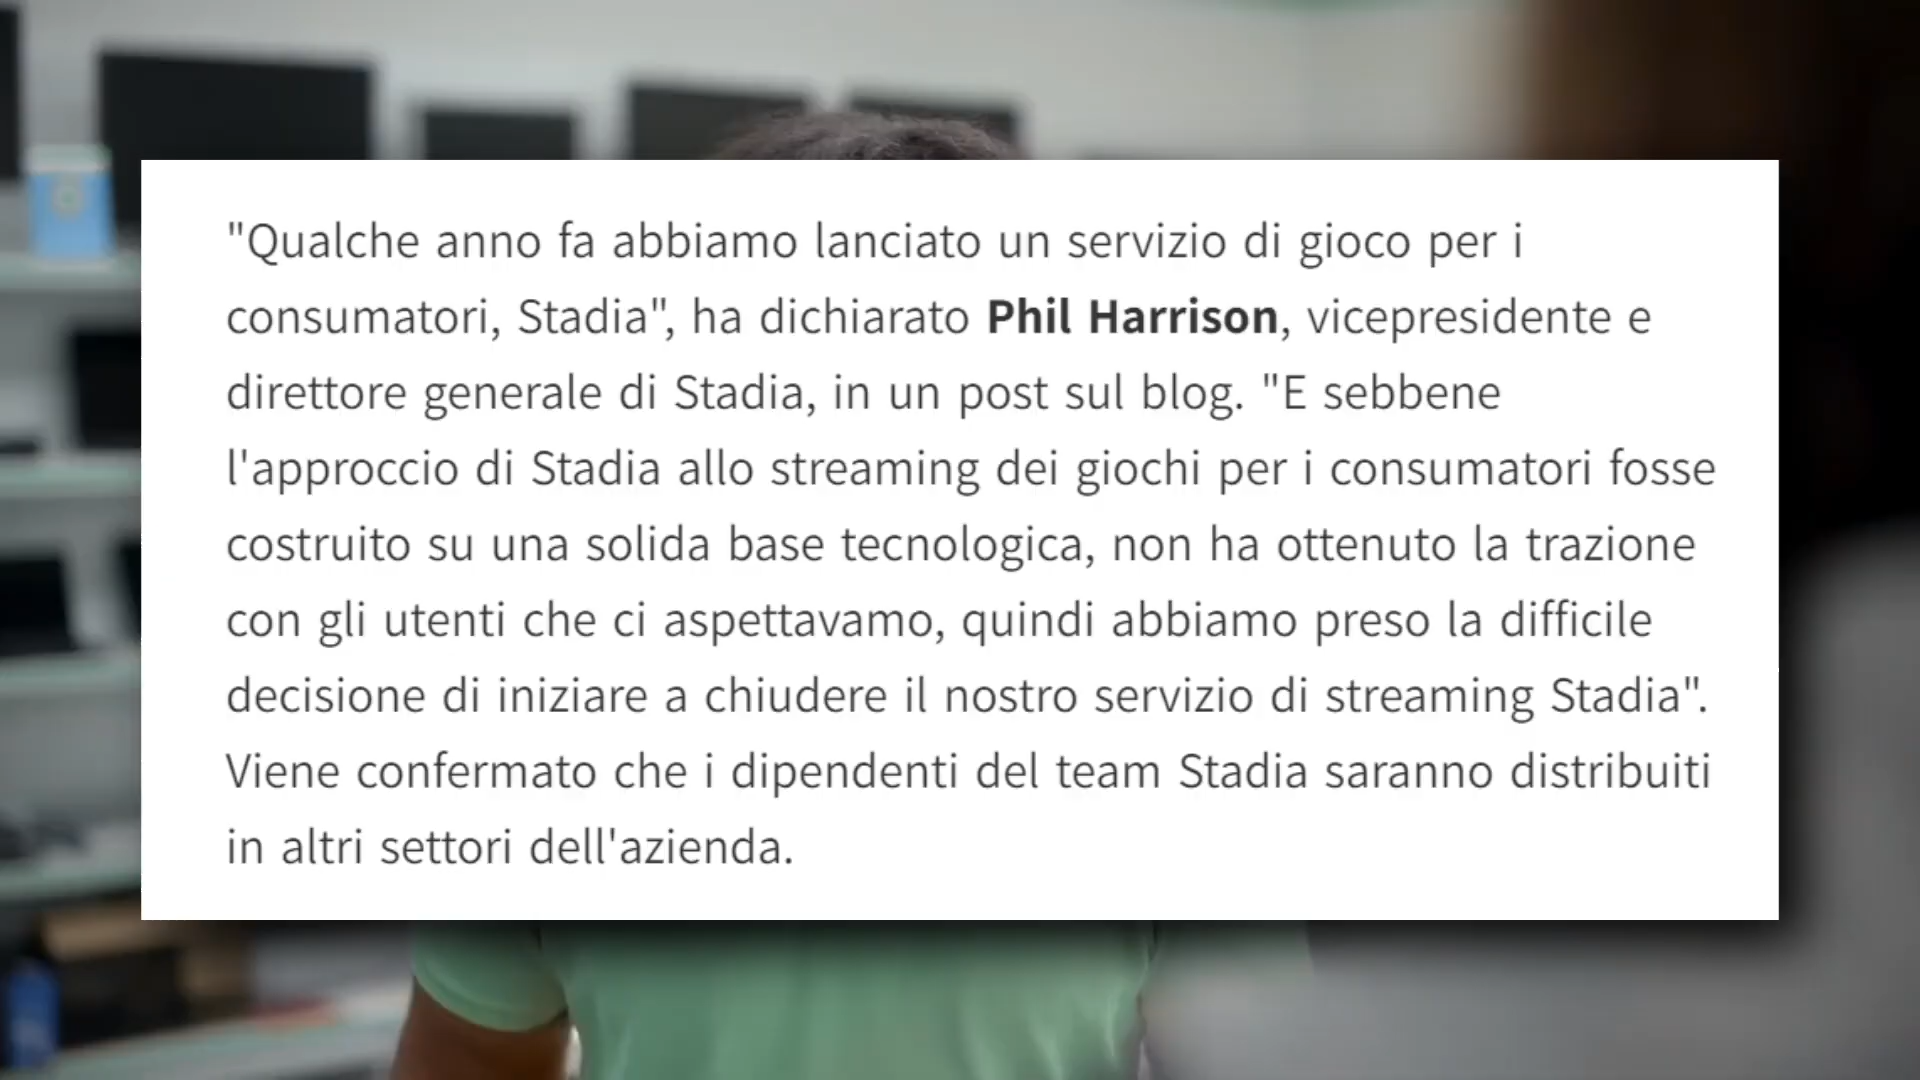 "Qualche anno fa abbiamo lanciato un servizio di gioco per i
consumatori, Stadia", ha dichiarato Phil Harrison, vicepresidente e
direttore generale di Stadia, in un post sul blog. "E sebbene
l'approccio di Stadia allo streaming dei giochi per i consumatori fosse
costruito su una solida base tecnologica, non ha ottenuto la trazione
con gli utenti che ci aspettavamo, quindi abbiamo preso la difficile
decisione di iniziare a chiudere il nostro servizio di streaming Stadia".
Viene confermato che i dipendenti del team Stadia saranno distribuiti
in altri settori dell'azienda.